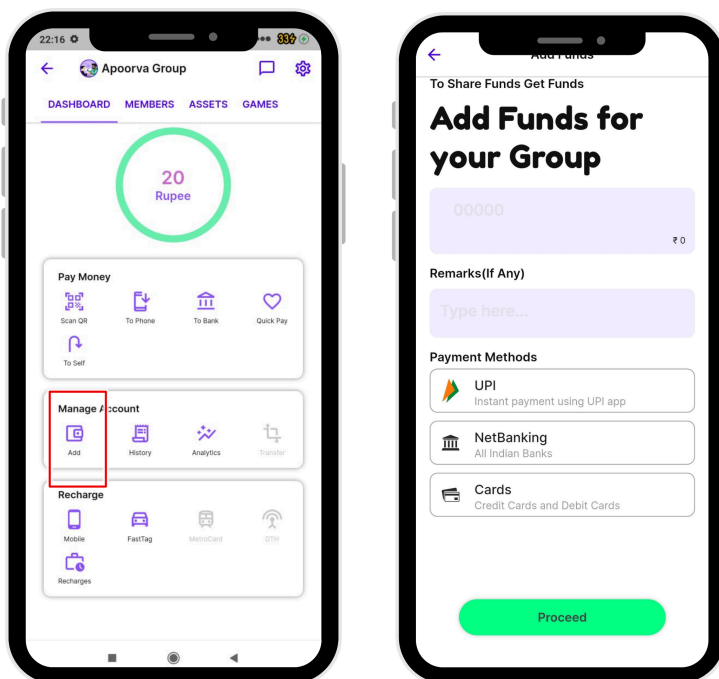 22:16
33
Apoorva Group
DASHBOARD MEMBERS ASSETS GAMES
20
Rupee
Pay Money
Scan QR To Phone To Bank Quick Pay
To Self
Manage Account
Add History Analytics Transfer
Recharge
Mobile FastTag MetroCard DTH
Recharges
Add Funds
To Share Funds Get Funds
Add Funds for
your Group
00000
₹ 0
Remarks(If Any)
Type here...
Payment Methods
UPI
Instant payment using UPI app
NetBanking
All Indian Banks
Cards
Credit Cards and Debit Cards
Proceed